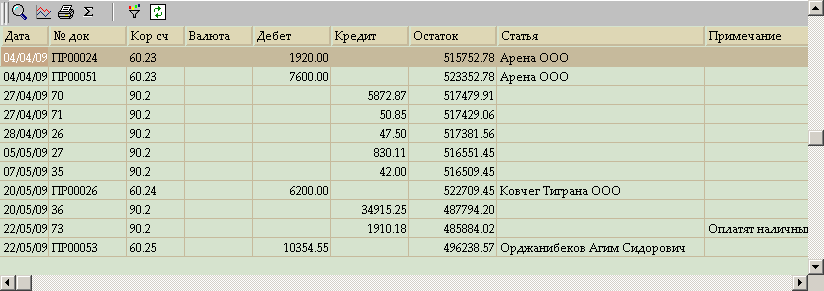 Σ
Дата № док Кор сч Валюта Дебет Кредит Остаток Статья Примечание
04/04/09 ПР00024 60.23 1920.00 515752.78 Арена ООО
04/04/09 ПР00051 60.23 7600.00 523352.78 Арена ООО
27/04/09 70 90.2 5872.87 517479.91
27/04/09 71 90.2 50.85 517429.06
28/04/09 26 90.2 47.50 517381.56
05/05/09 27 90.2 830.11 516551.45
07/05/09 35 90.2 42.00 516509.45
20/05/09 ПР00026 60.24 6200.00 522709.45 Ковчег Тиграна ООО
20/05/09 36 90.2 34915.25 487794.20
22/05/09 73 90.2 1910.18 485884.02 Оплатят наличны
22/05/09 ПР00053 60.25 10354.55 496238.57 Орджанибеков Агим Сидорович